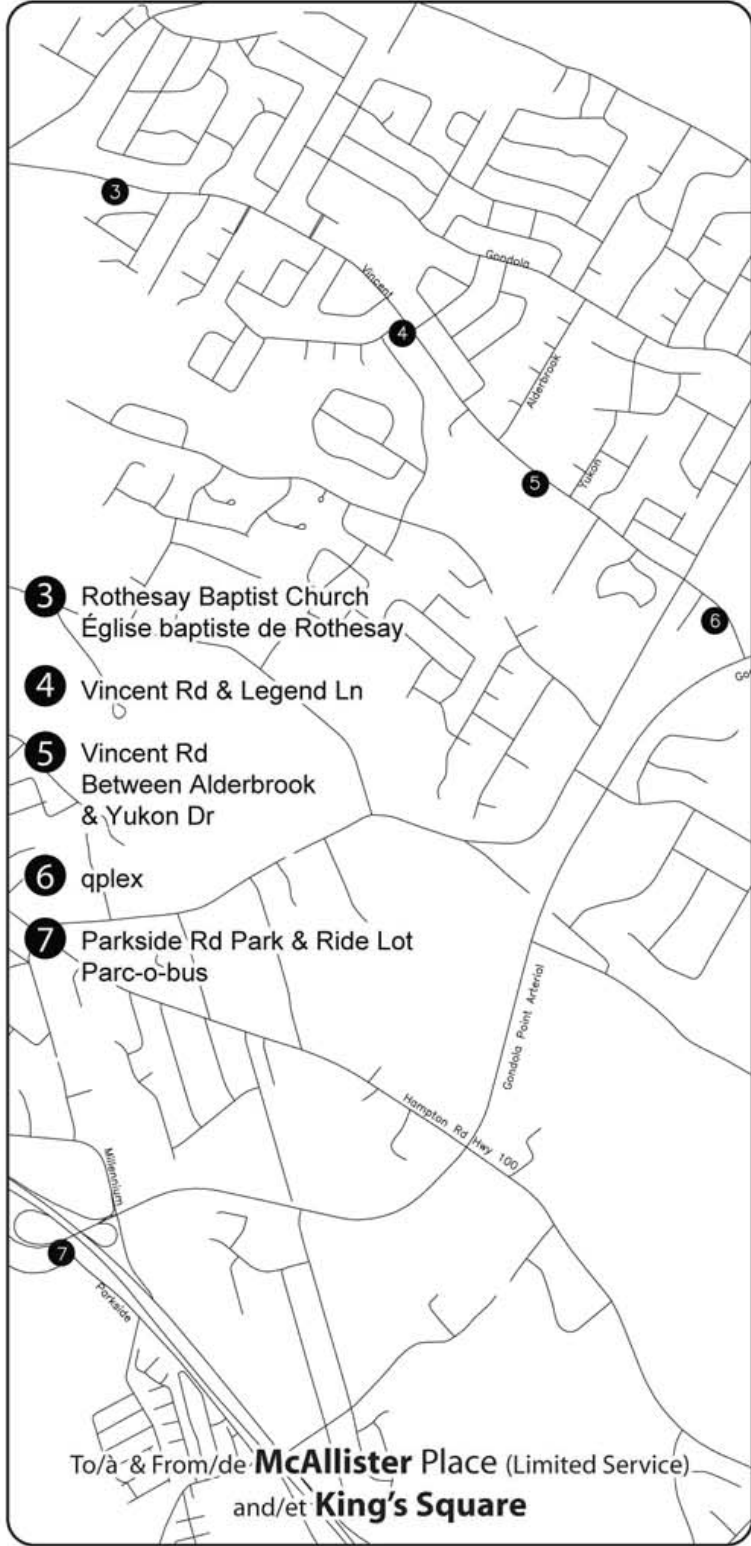 3
Gondola
Vincent
4
Alderbrook
Yukon
5
6
3 Rothesay Baptist Church
Église baptiste de Rothesay
4 Vincent Rd & Legend Ln
5 Vincent Rd
Between Alderbrook
& Yukon Dr
6 qplex
7 Parkside Rd Park & Ride Lot
Parc-o-bus
Gondola Point Arterial
Hampton Rd Hwy 100
Millennium
7
Parkside
To/à & From/de McAllister Place (Limited Service)
and/et King's Square